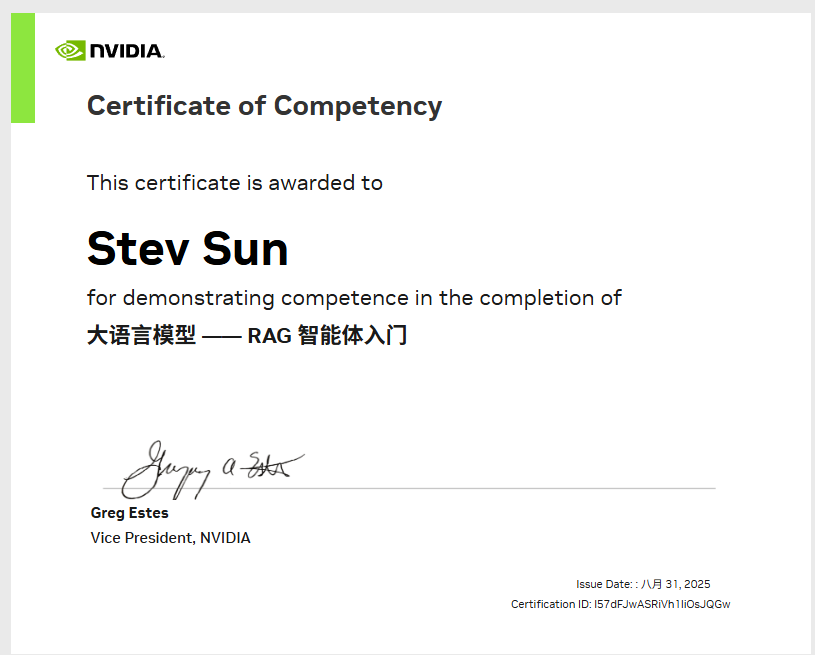 NVIDIA.
Certificate of Competency
This certificate is awarded to
Stev Sun
for demonstrating competence in the completion of
大语言模型 —— RAG 智能体入门
Greg A Estes
Greg Estes
Vice President, NVIDIA
Issue Date: : 八月 31, 2025
Certification ID: I57dFJwASRiVh1IiOsJQGw